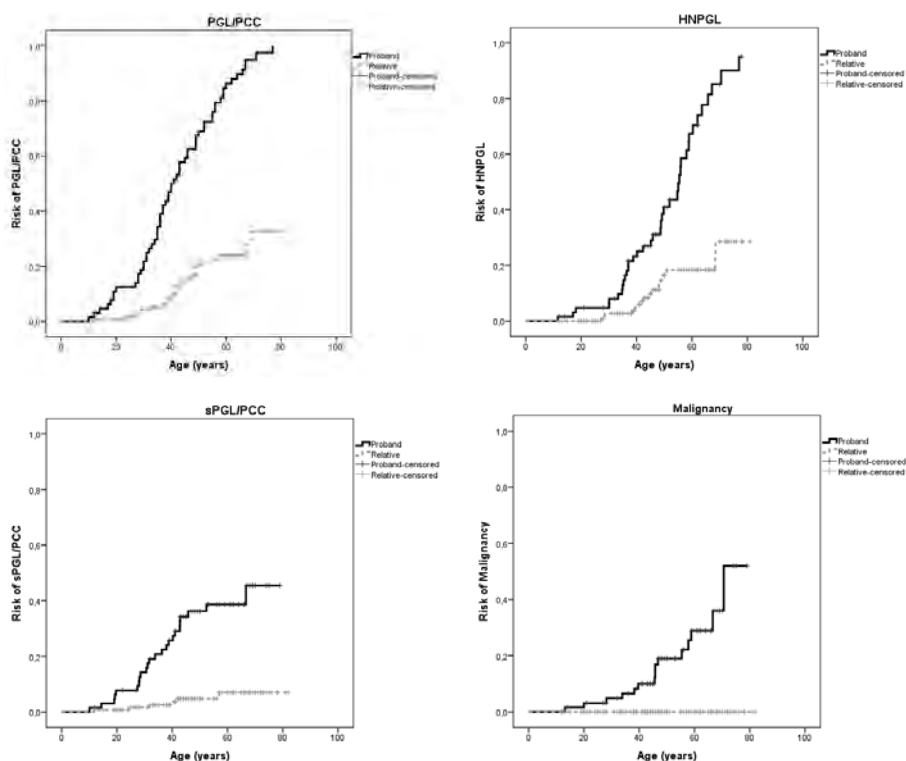 PGL/PCC
1,0
0,8
0,6
0,4
0,2
0,0
Risk of PGL/PCC
0
20
40
60
80
100
Age (years)
Proband
Relative
Proband-censored
Relative-censored
HNPGL
1,0
0,8
0,6
0,4
0,2
0,0
Risk of HNPGL
0
20
40
60
80
100
Age (years)
Proband
Relative
Proband-censored
Relative-censored
sPGL/PCC
1,0
0,8
0,6
0,4
0,2
0,0
Risk of sPGL/PCC
0
20
40
60
80
100
Age (years)
Proband
Relative
Proband-censored
Relative-censored
Malignancy
1,0
0,8
0,6
0,4
0,2
0,0
Risk of Malignancy
0
20
40
60
80
100
Age (years)
Proband
Relative
Proband-censored
Relative-censored